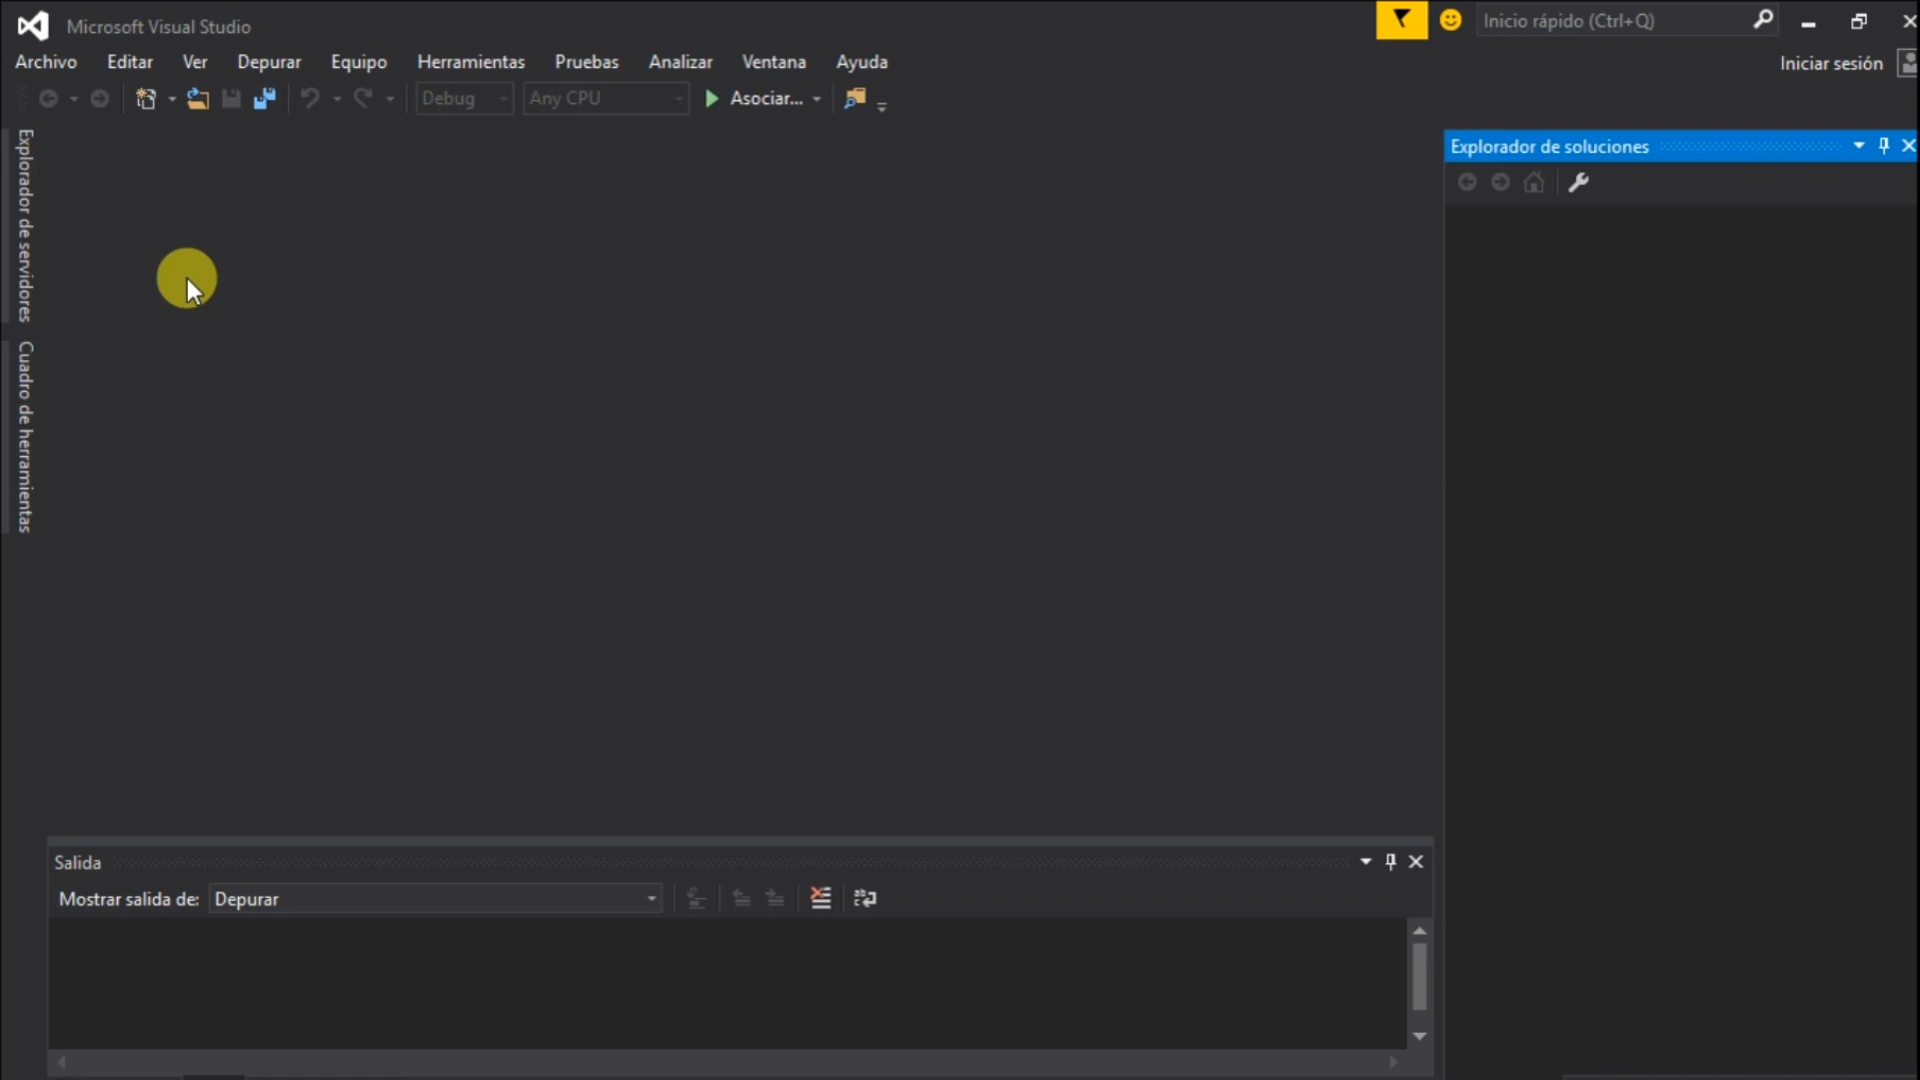 Microsoft Visual Studio
Inicio rápido (Ctrl+Q)
Archivo Editar Ver Depurar Equipo Herramientas Pruebas Analizar Ventana Ayuda
Iniciar sesión
Debug Any CPU Asociar...
Explorador de servidores
Cuadro de herramientas
Explorador de soluciones
Salida
Mostrar salida de: Depurar